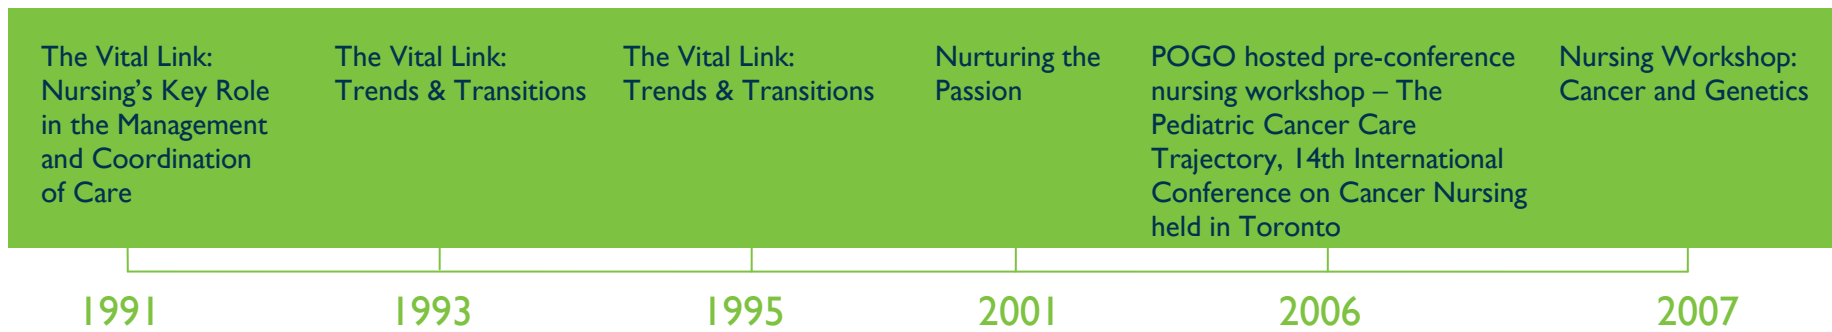 The Vital Link:
Nursing’s Key Role
in the Management
and Coordination
of Care
The Vital Link:
Trends & Transitions
The Vital Link:
Trends & Transitions
Nurturing the
Passion
POGO hosted pre-conference
nursing workshop – The
Pediatric Cancer Care
Trajectory, 14th International
Conference on Cancer Nursing
held in Toronto
Nursing Workshop:
Cancer and Genetics
1991
1993
1995
2001
2006
2007